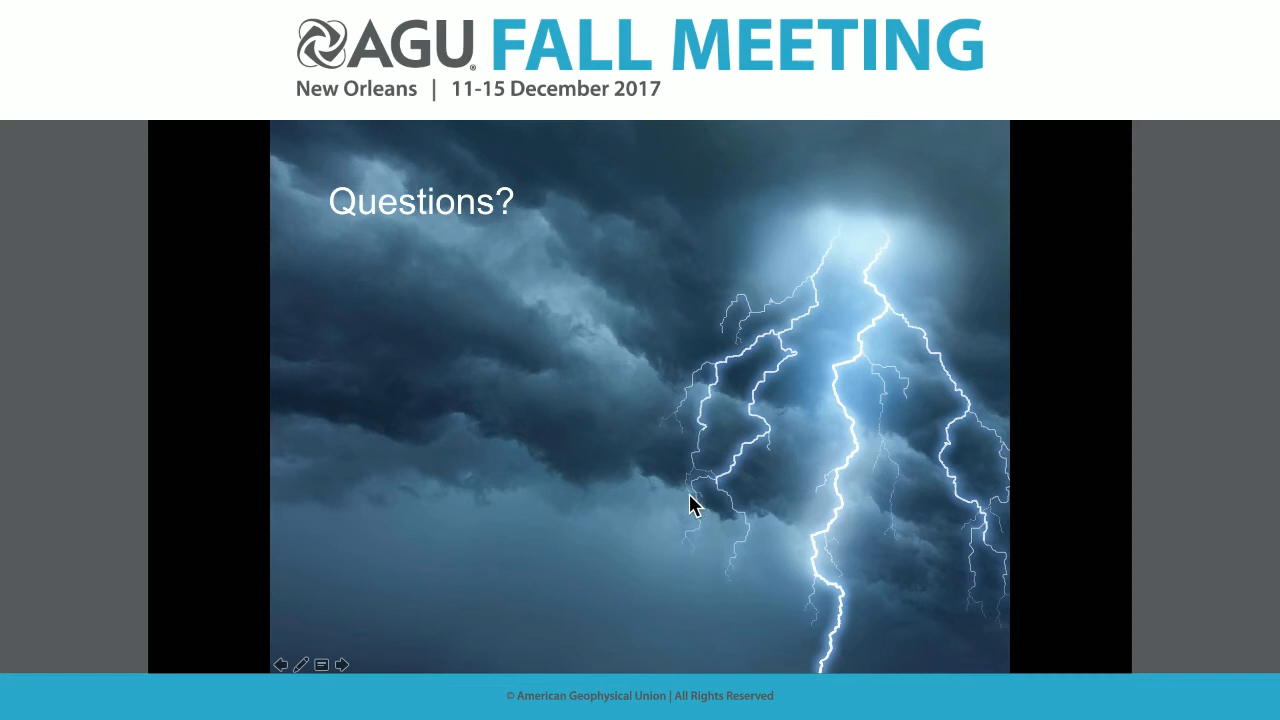 AGU FALL MEETING
New Orleans | 11-15 December 2017
Questions?
© American Geophysical Union | All Rights Reserved